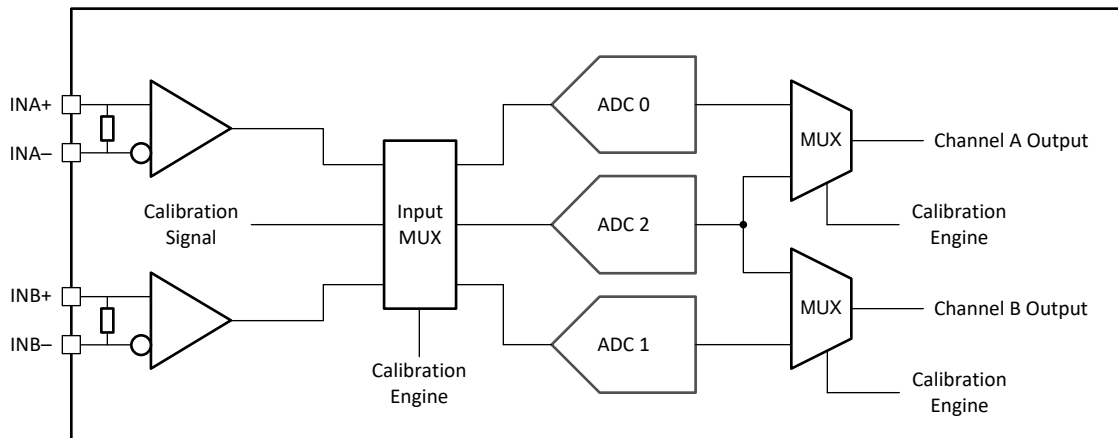 INA+
INA–
ADC 0
MUX
Channel A Output
Calibration
Signal
Input
MUX
ADC 2
Calibration
Engine
INB+
INB–
ADC 1
MUX
Channel B Output
Calibration
Engine
Calibration
Engine